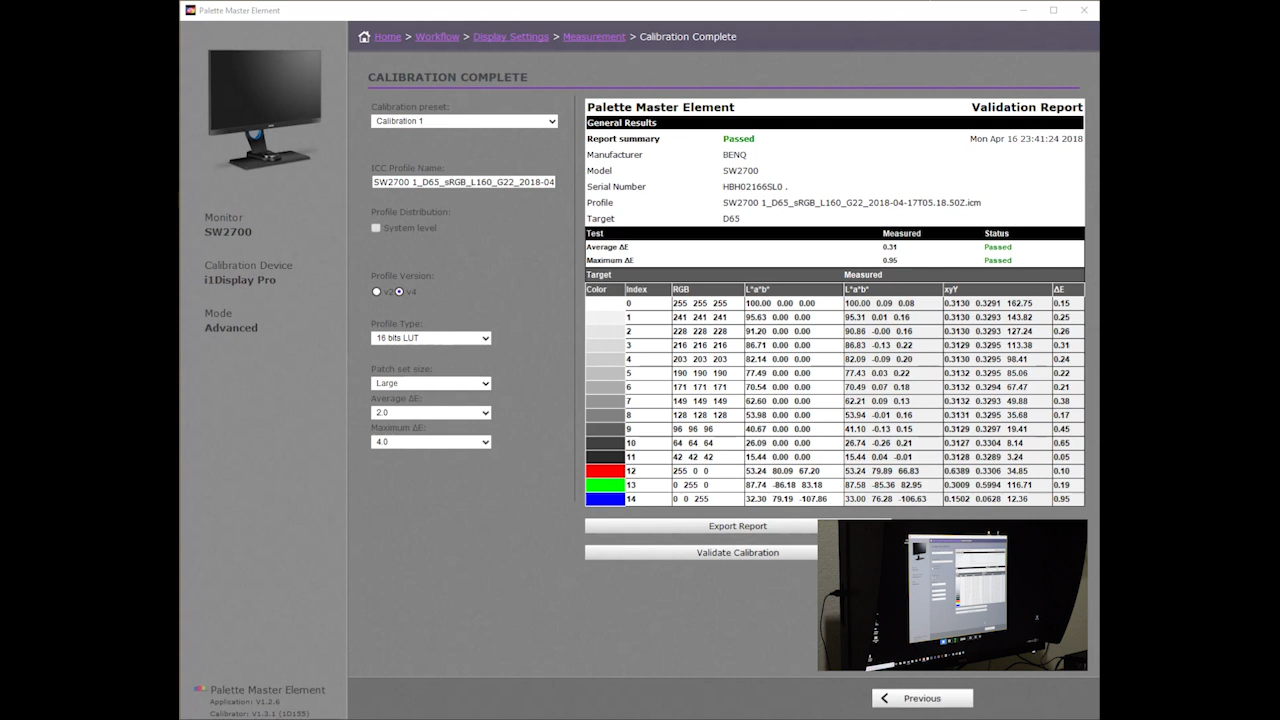 Palette Master Element
Home > Workflow > Display Settings > Measurement > Calibration Complete
CALIBRATION COMPLETE
Monitor
SW2700
Calibration Device
i1Display Pro
Mode
Advanced
Palette Master Element
Application: V1.2.6
Calibrator: V1.3.1 (1D155)
Calibration preset:
Calibration 1
ICC Profile Name:
SW2700 1_D65_sRGB_L160_G22_2018-04
Profile Distribution:
System level
Profile Version:
v2 v4
Profile Type:
16 bits LUT
Patch set size:
Large
Average ΔE:
2.0
Maximum ΔE:
4.0
Palette Master Element Validation Report
General Results
Report summary Passed Mon Apr 16 23:41:24 2018
Manufacturer BENQ
Model SW2700
Serial Number HBH02166SL0 .
Profile SW2700 1_D65_sRGB_L160_G22_2018-04-17T05.18.50Z.icm
Target D65
Test Measured Status
Average ΔE 0.31 Passed
Maximum ΔE 0.95 Passed
Target Measured
Color Index RGB L*a*b* L*a*b* xyY ΔE
0 255 255 255 100.00 0.00 0.00 100.00 0.09 0.08 0.3130 0.3291 162.75 0.15
1 241 241 241 95.63 0.00 0.00 95.31 0.01 0.16 0.3130 0.3293 143.82 0.25
2 228 228 228 91.20 0.00 0.00 90.86 -0.00 0.16 0.3130 0.3293 127.24 0.26
3 216 216 216 86.71 0.00 0.00 86.83 -0.13 0.22 0.3129 0.3295 113.38 0.31
4 203 203 203 82.14 0.00 0.00 82.09 -0.09 0.20 0.3130 0.3295 98.41 0.24
5 190 190 190 77.49 0.00 0.00 77.43 0.03 0.22 0.3132 0.3295 85.06 0.22
6 171 171 171 70.54 0.00 0.00 70.49 0.07 0.18 0.3132 0.3294 67.47 0.21
7 149 149 149 62.60 0.00 0.00 62.21 0.09 0.13 0.3132 0.3293 49.88 0.38
8 128 128 128 53.98 0.00 0.00 53.94 -0.01 0.16 0.3131 0.3295 35.68 0.17
9 96 96 96 40.67 0.00 0.00 41.10 -0.13 0.15 0.3129 0.3297 19.41 0.45
10 64 64 64 26.09 0.00 0.00 26.74 -0.26 0.21 0.3127 0.3304 8.14 0.65
11 42 42 42 15.44 0.00 0.00 15.44 0.04 -0.01 0.3128 0.3289 3.24 0.05
12 255 0 0 53.24 80.09 67.20 53.24 79.89 66.83 0.6389 0.3306 34.85 0.10
13 0 255 0 87.74 -86.18 83.18 87.58 -85.36 82.95 0.3009 0.5994 116.71 0.19
14 0 0 255 32.30 79.19 -107.86 33.00 76.28 -106.63 0.1502 0.0628 12.36 0.95
Export Report
Validate Calibration
Previous